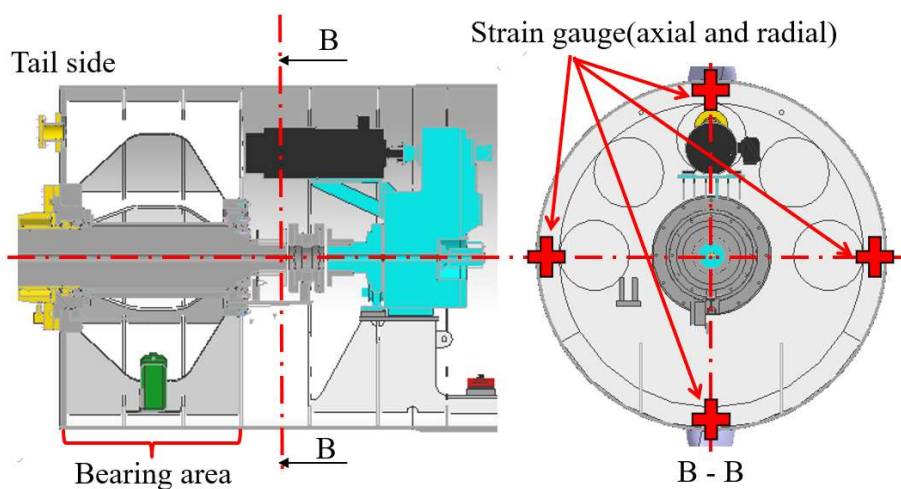 B
Strain gauge(axial and radial)
Tail side
B
Bearing area
B - B